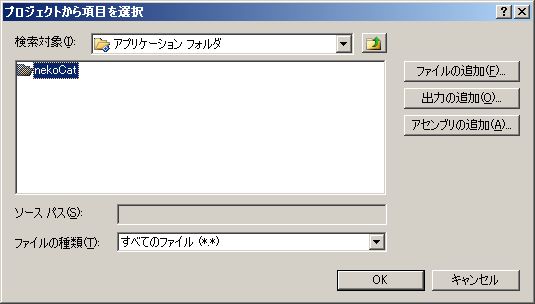 プロジェクトから項目を選択
検索対象(I):
アプリケーション フォルダ
nekoCat
ファイルの追加(F)...
出力の追加(O)...
アセンブリの追加(A)...
ソース パス(S):
ファイルの種類(T):
すべてのファイル (*.*)
OK
キャンセル